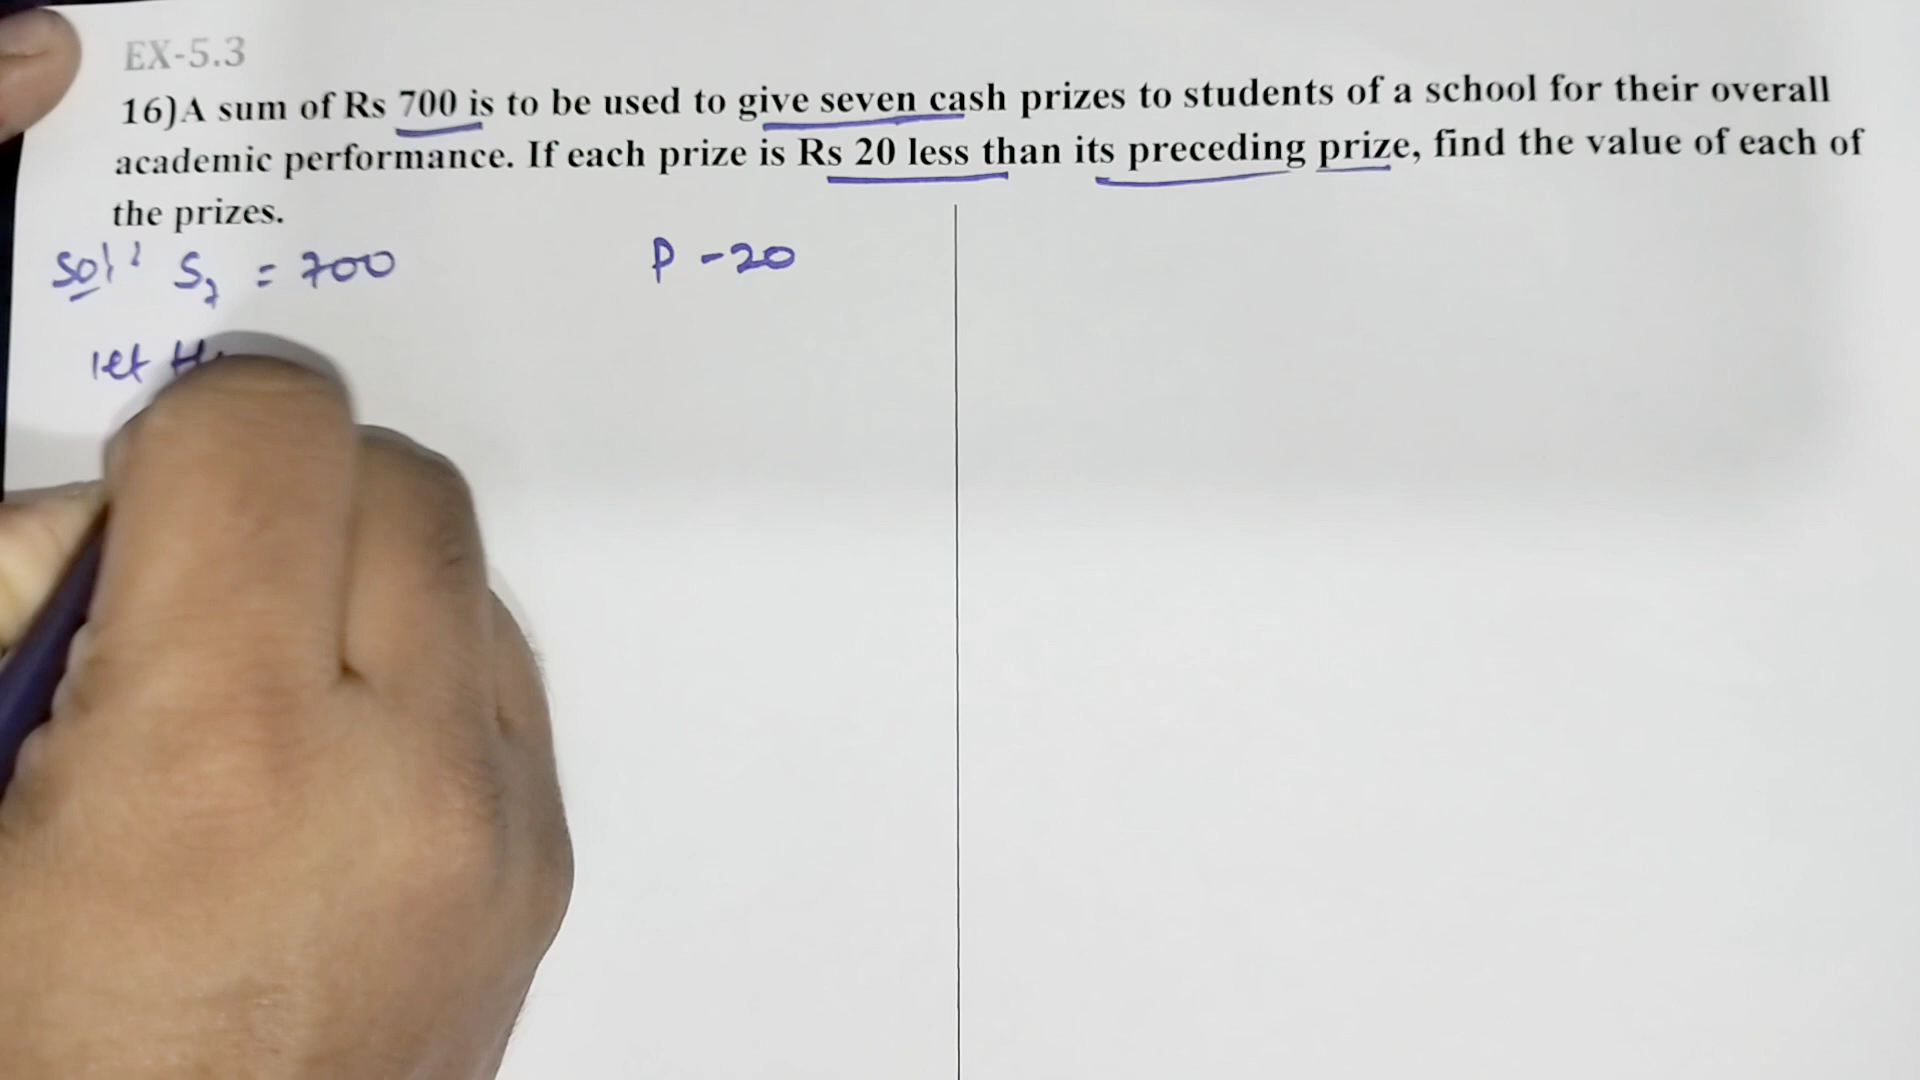 EX-5.3
16)A sum of Rs 700 is to be used to give seven cash prizes to students of a school for their overall
academic performance. If each prize is Rs 20 less than its preceding prize, find the value of each of
the prizes.
Sol: S₇ = 700
P - 20
let